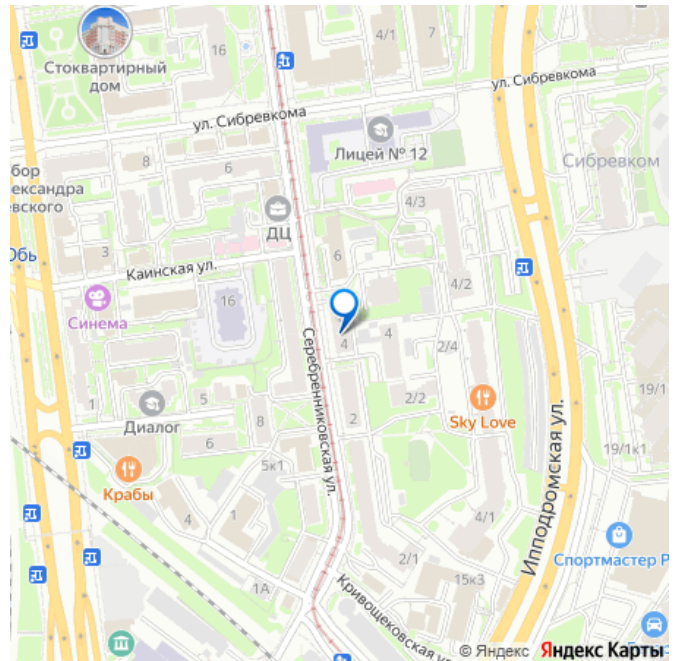 4/1
7
16
Стоквартирный
дом
ул. Сибревкома
ул. Сибревкома
Лицей № 12
Сибревком
8
6
бор
ександра
евского
4/3
ДЦ
6
3
Обь
Каинская ул.
4/2
16
Синема
4
4
2/4
Серебренниковская ул.
5
1
Диалог
8
2
2/2
Sky Love
19/1
6
19/1к1
5к1
Крабы
Ипподромская ул.
4
1
4/1
2/1
Спортмастер Р
15к3
1А
Кривощековская ул.
© Яндекс Яндекс Карты